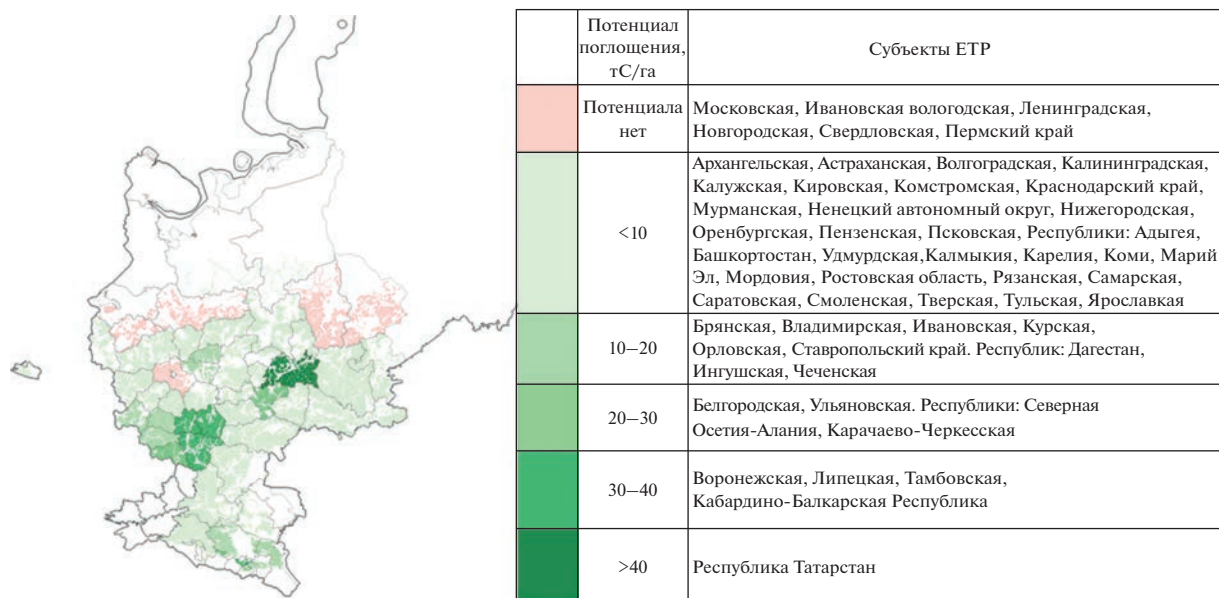 Потенциал
поглощения,
тС/га
Субъекты ЕТР
Потенциала
нет
Московская, Ивановская вологодская, Ленинградская,
Новгородская, Свердловская, Пермский край
<10
Архангельская, Астраханская, Волгоградская, Калининградская,
Калужская, Кировская, Комстромская, Краснодарский край,
Мурманская, Ненецкий автономный округ, Нижегородская,
Оренбургская, Пензенская, Псковская, Республики: Адыгея,
Башкортостан, Удмурдская,Калмыкия, Карелия, Коми, Марий
Эл, Мордовия, Ростовская область, Рязанская, Самарская,
Саратовская, Смоленская, Тверская, Тульская, Ярославкая
10–20
Брянская, Владимирская, Ивановская, Курская,
Орловская, Ставропольский край. Республик: Дагестан,
Ингушская, Чеченская
20–30
Белгородская, Ульяновская. Республики: Северная
Осетия-Алания, Карачаево-Черкесская
30–40
Воронежская, Липецкая, Тамбовская,
Кабардино-Балкарская Республика
>40
Республика Татарстан